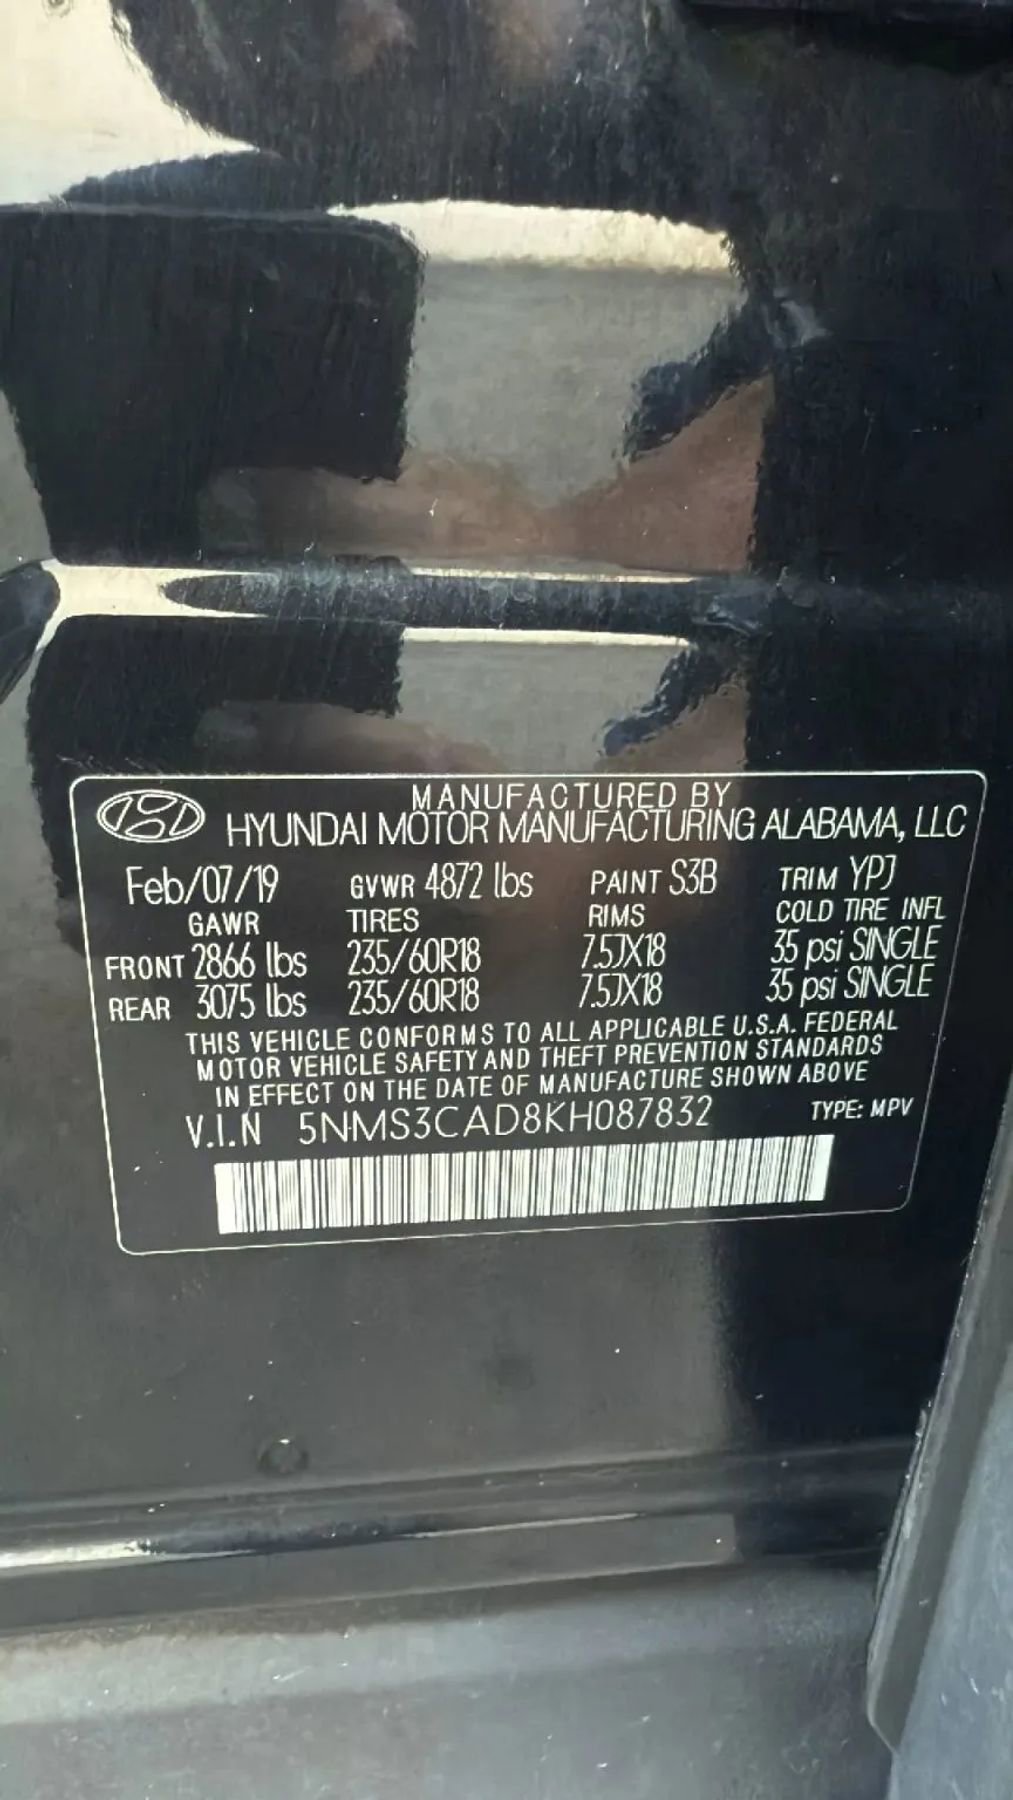 MANUFACTURED BY
HYUNDAI MOTOR MANUFACTURING ALABAMA, LLC
Feb/07/19 GVWR 4872 lbs PAINT S3B TRIM YPJ
GAWR TIRES RIMS COLD TIRE INFL
FRONT 2866 lbs 235/60R18 7.5JX18 35 psi SINGLE
REAR 3075 lbs 235/60R18 7.5JX18 35 psi SINGLE
THIS VEHICLE CONFORMS TO ALL APPLICABLE U.S.A. FEDERAL
MOTOR VEHICLE SAFETY AND THEFT PREVENTION STANDARDS
IN EFFECT ON THE DATE OF MANUFACTURE SHOWN ABOVE
V.I.N 5NMS3CAD8KH087832 TYPE: MPV